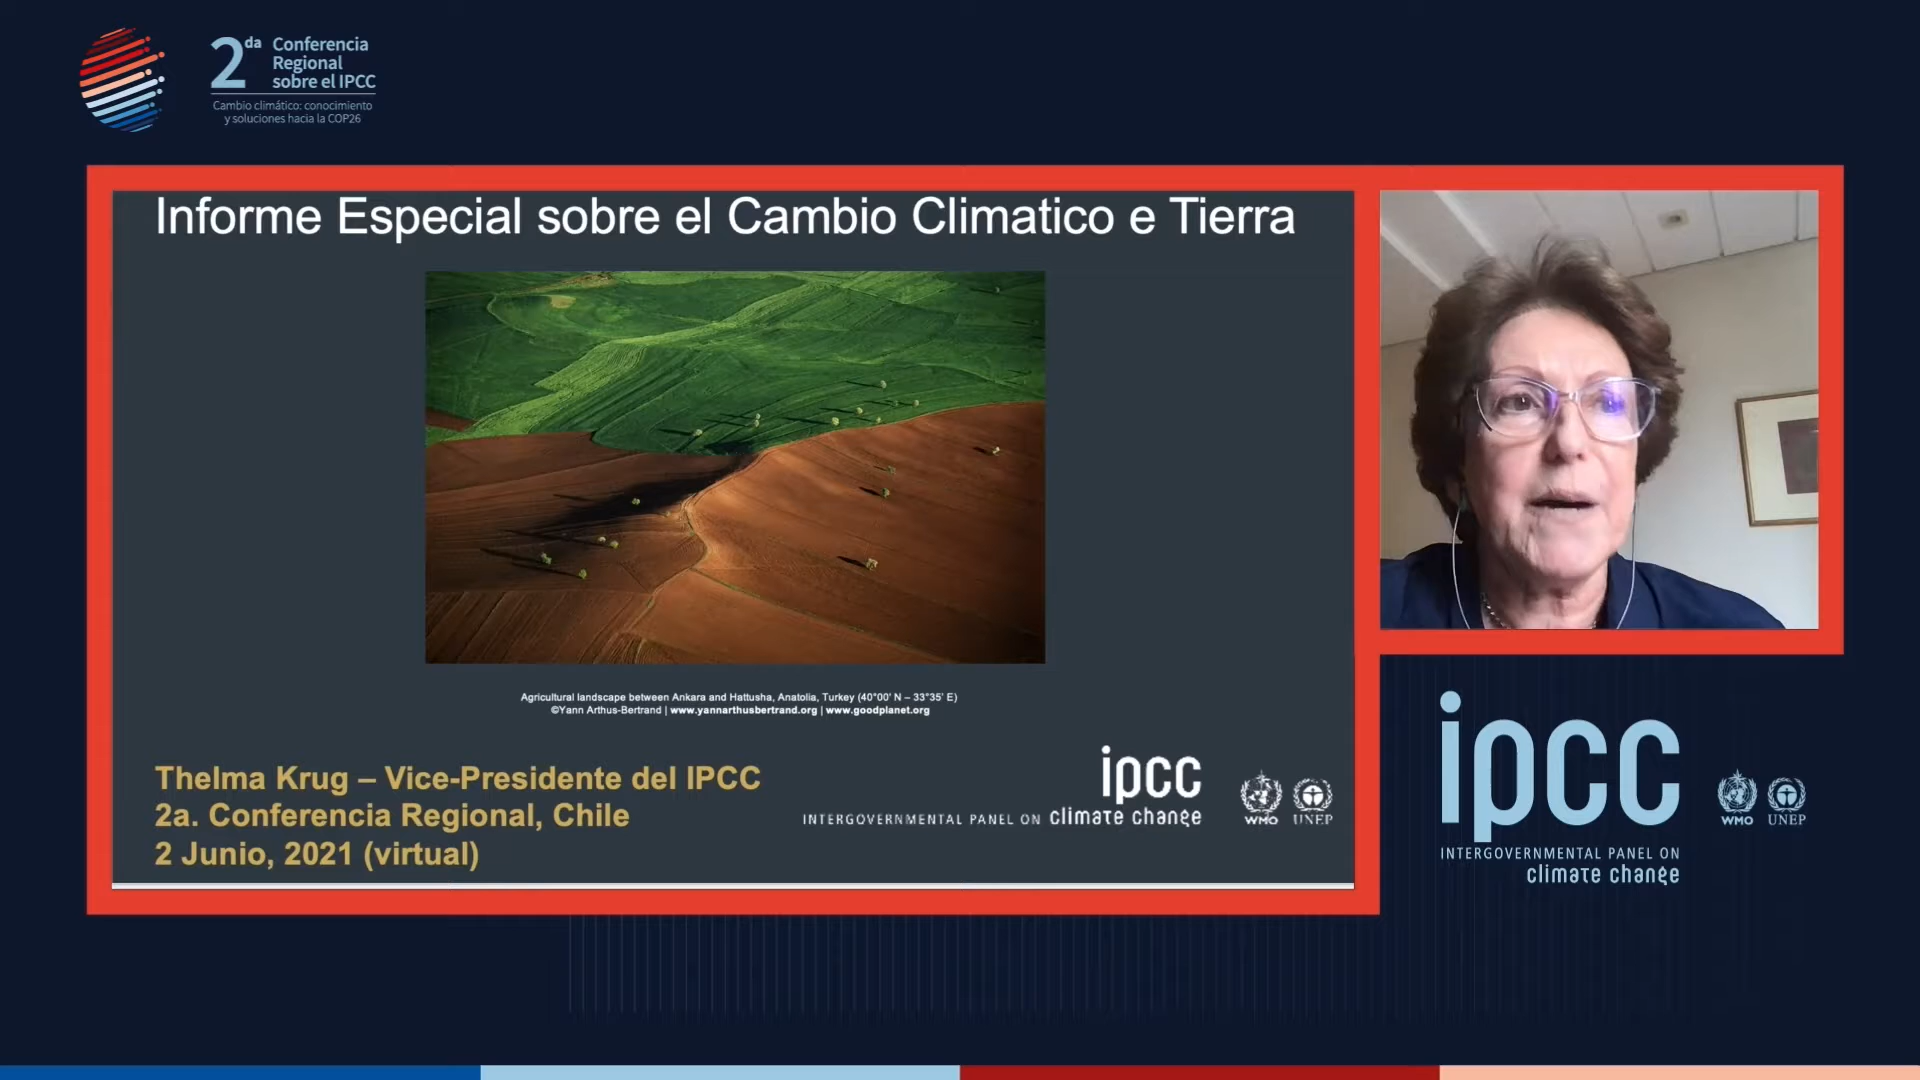 2da
Conferencia
Regional
sobre el IPCC
Cambio climático: conocimiento
y soluciones hacia la COP26
Informe Especial sobre el Cambio Climatico e Tierra
Agricultural landscape between Ankara and Hattusha, Anatolia, Turkey (40°00' N – 33°35' E)
©Yann Arthus-Bertrand | www.yannarthusbertrand.org | www.goodplanet.org
Thelma Krug – Vice-Presidente del IPCC
2a. Conferencia Regional, Chile
2 Junio, 2021 (virtual)
ipcc
INTERGOVERNMENTAL PANEL ON climate change
WMO UNEP
ipcc
INTERGOVERNMENTAL PANEL ON
climate change
WMO UNEP